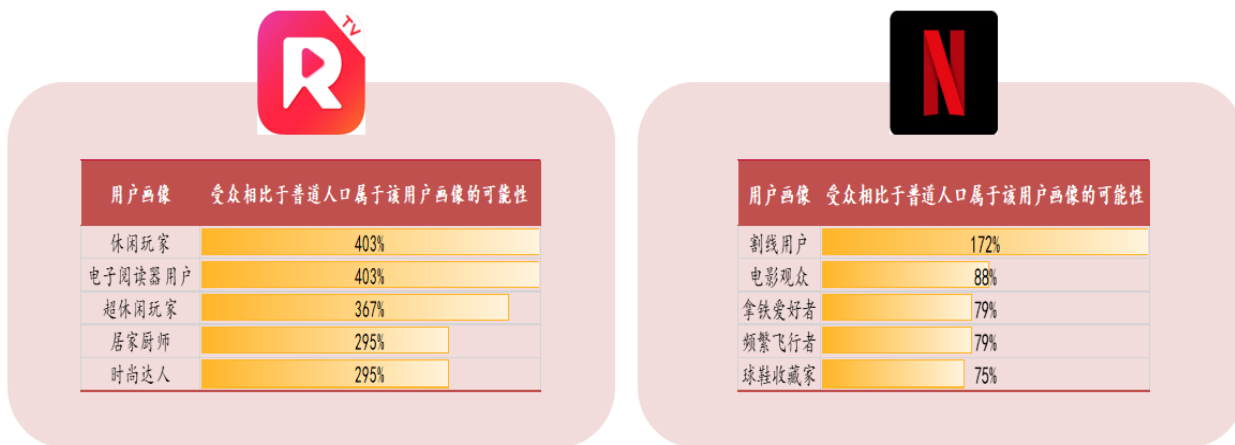 TV
R
N
用户画像 受众相比于普道人口属于该用户画像的可能性
休闲玩家 403%
电子阅读器用户 403%
超休闲玩家 367%
居家厨师 295%
时尚达人 295%
用户画像 受众相比于普道人口属于该用户画像的可能性
割线用户 172%
电影观众 88%
拿铁爱好者 79%
频繁飞行者 79%
球鞋收藏家 75%